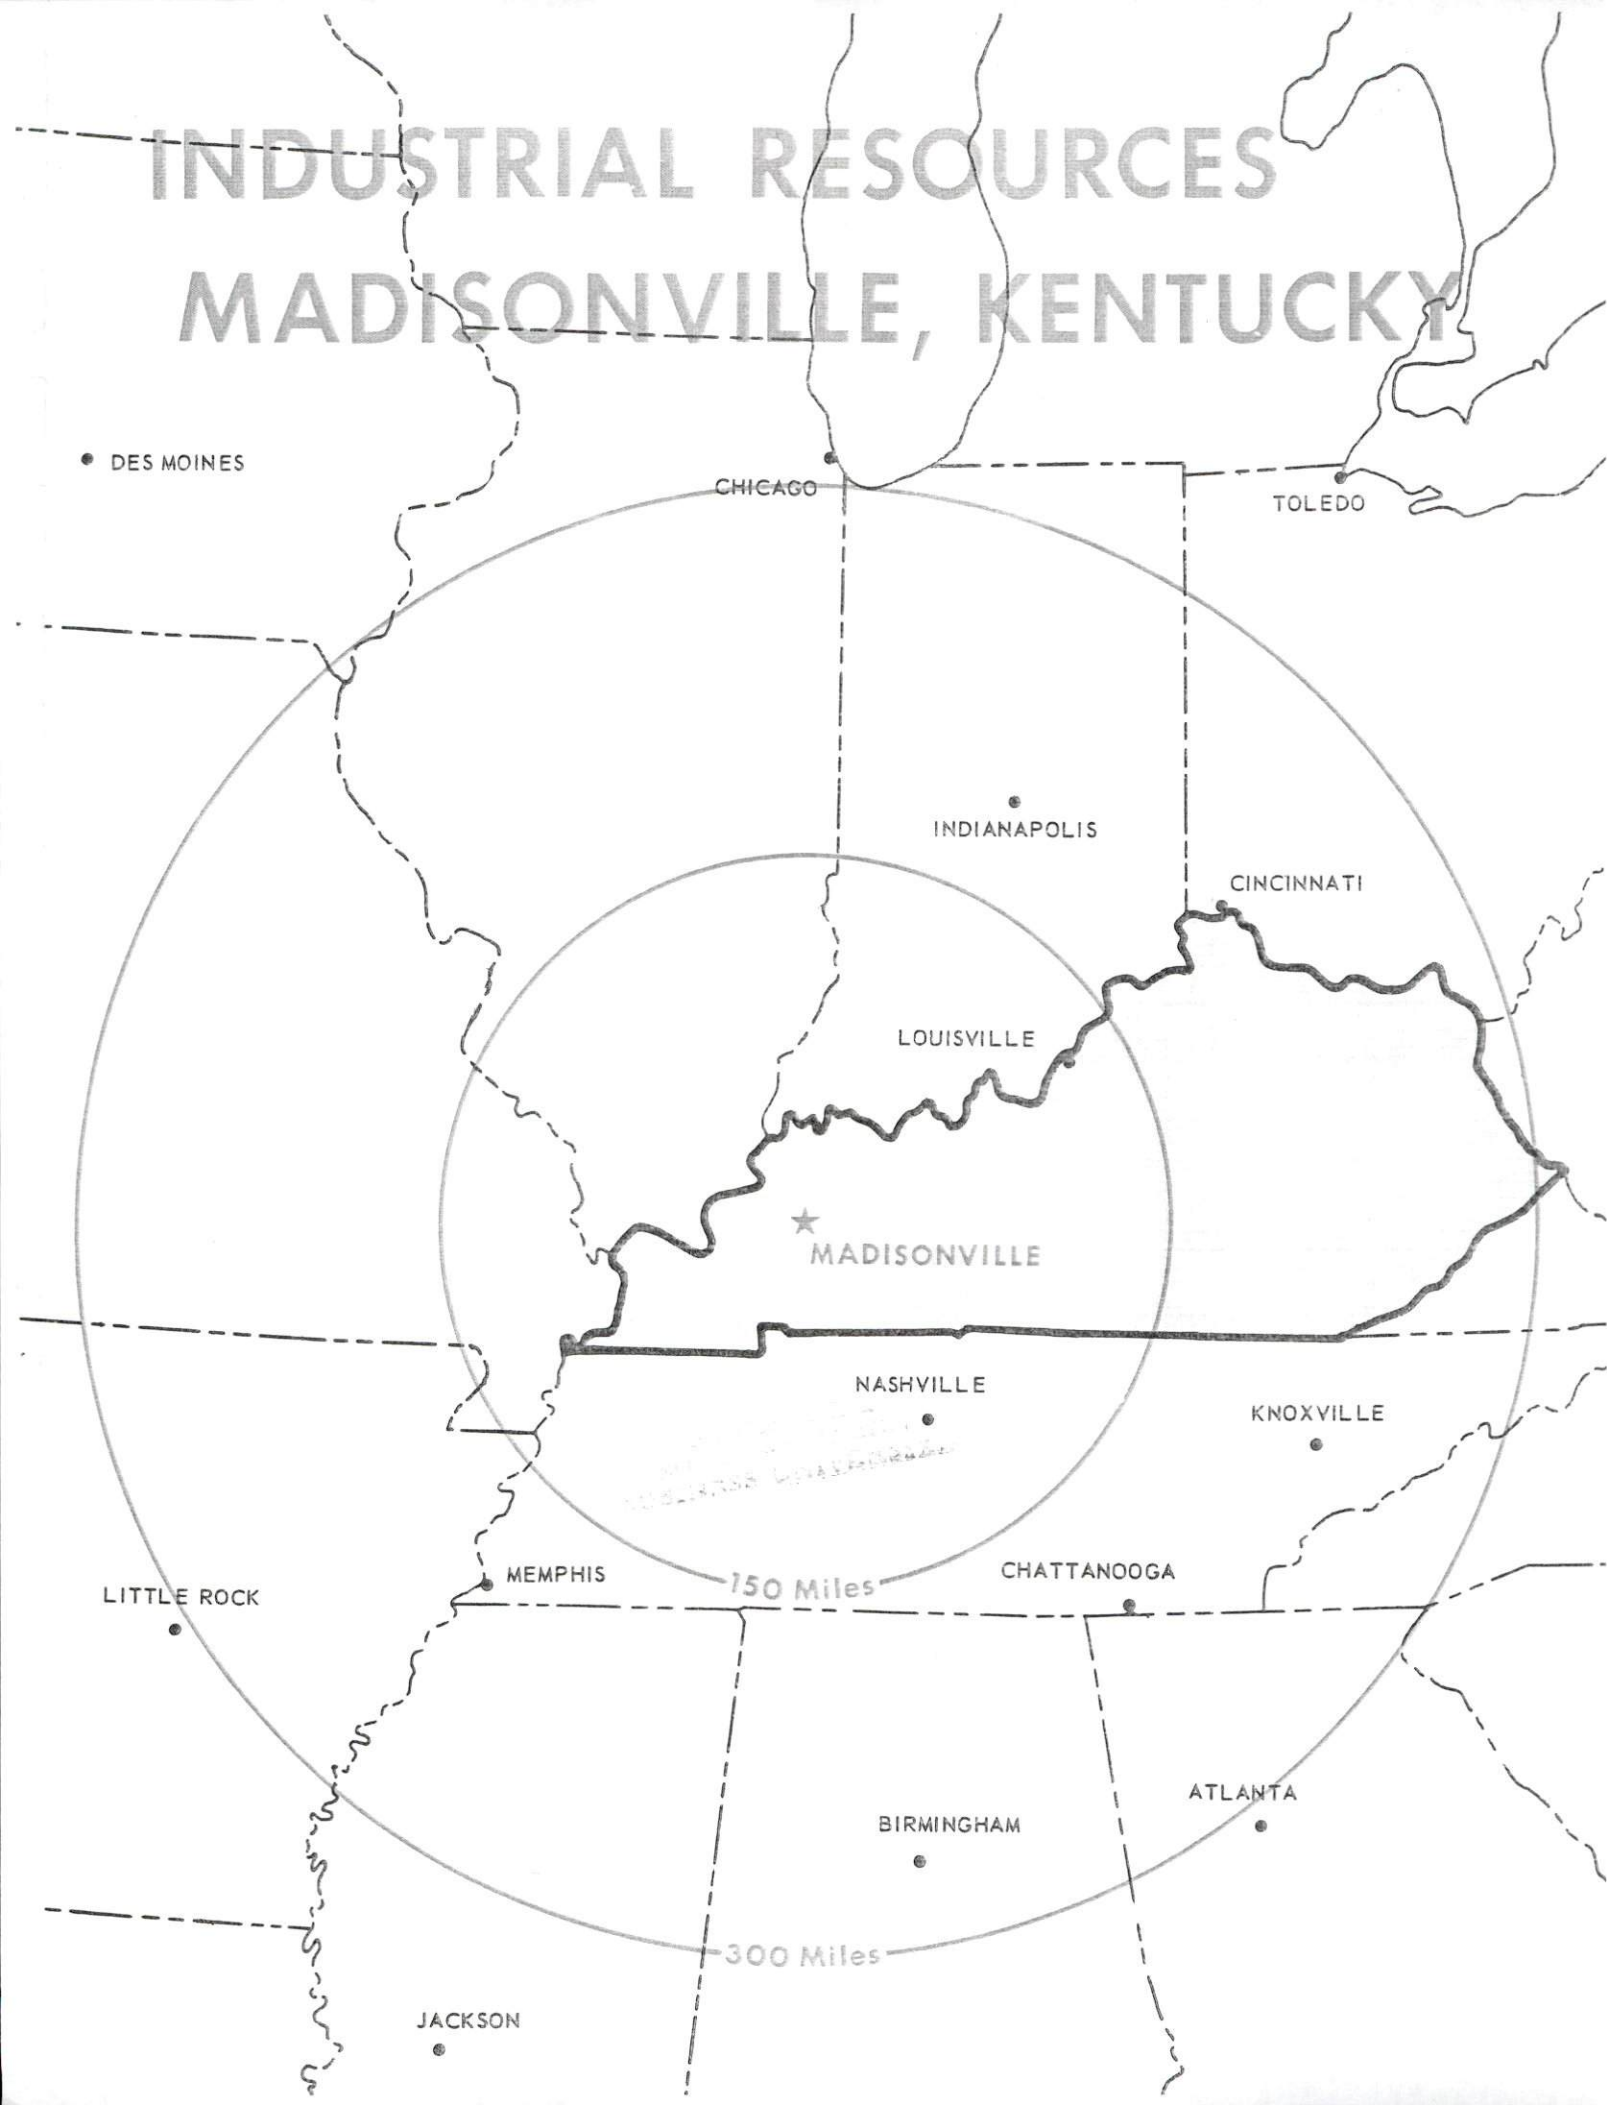 INDUSTRIAL RESOURCES
MADISONVILLE, KENTUCKY
DES MOINES
CHICAGO
TOLEDO
INDIANAPOLIS
CINCINNATI
LOUISVILLE
MADISONVILLE
NASHVILLE
KNOXVILLE
MEMPHIS
150 Miles
CHATTANOOGA
LITTLE ROCK
ATLANTA
BIRMINGHAM
300 Miles
JACKSON